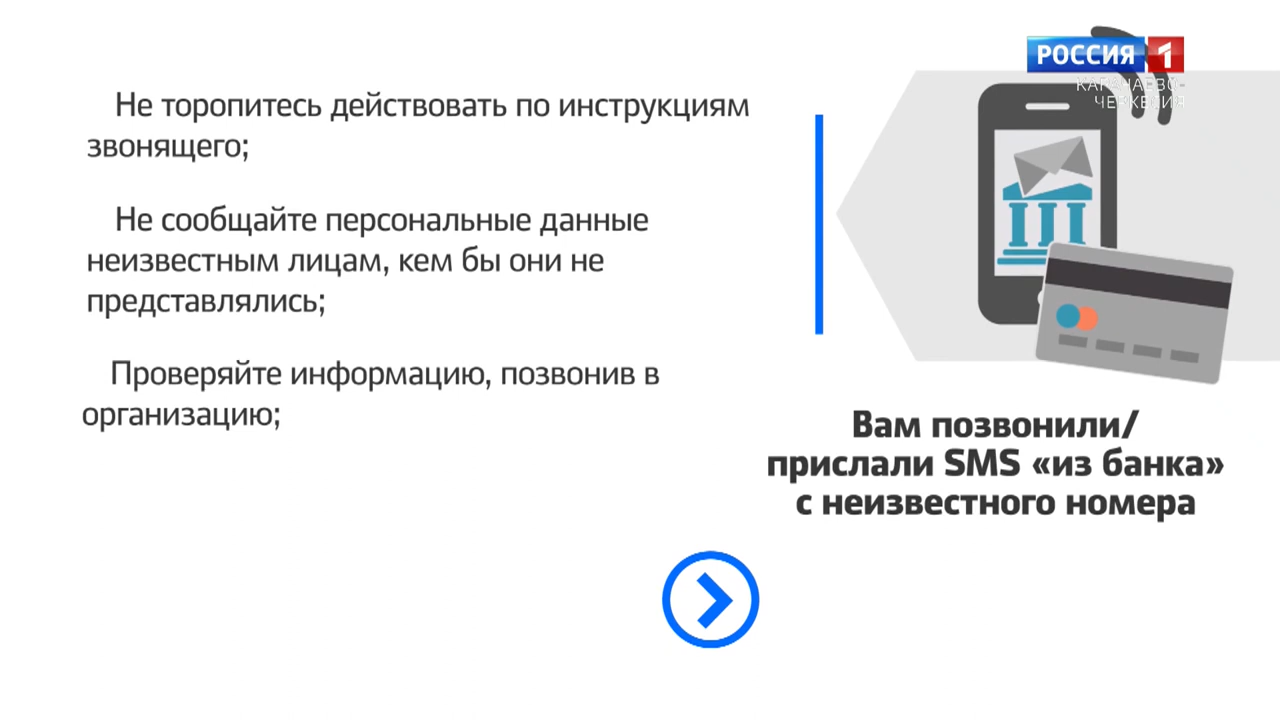 РОССИЯ 1
КАРАЧАЕВО-
ЧЕРКЕСИЯ
Не торопитесь действовать по инструкциям
звонящего;
Не сообщайте персональные данные
неизвестным лицам, кем бы они не
представлялись;
Проверяйте информацию, позвонив в
организацию;
Вам позвонили/
прислали SMS «из банка»
с неизвестного номера